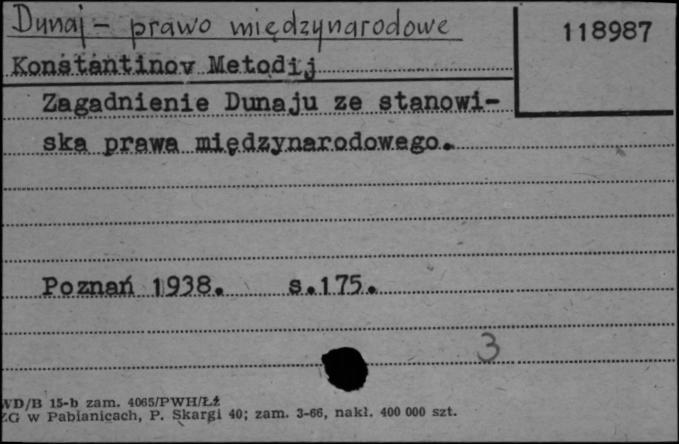 Dunaj - prawo międzynarodowe
118987
Konstantinov Metodij
Zagadnienie Dunaju ze stanowi-
ska prawa międzynarodowego.
Poznań 1938. s.175.
3
WD/B 15-b zam. 4065/PWH/Łż
ZG w Pabianicach, P. Skargi 40; zam. 3-66, nakł. 400 000 szt.